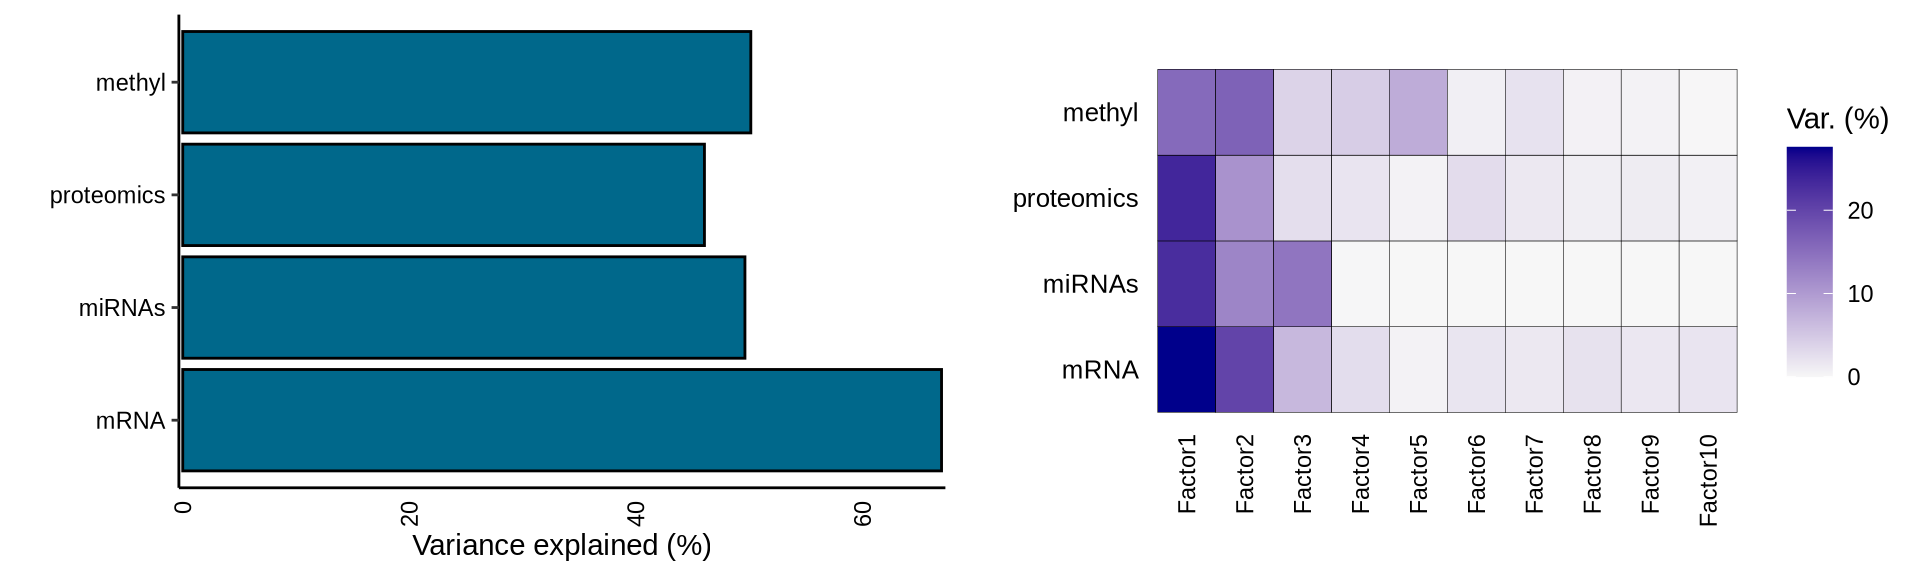 methyl
proteomics
miRNAs
mRNA
0
20
40
60
Variance explained (%)
methyl
proteomics
miRNAs
mRNA
Factor1
Factor2
Factor3
Factor4
Factor5
Factor6
Factor7
Factor8
Factor9
Factor10
Var. (%)
20
10
0